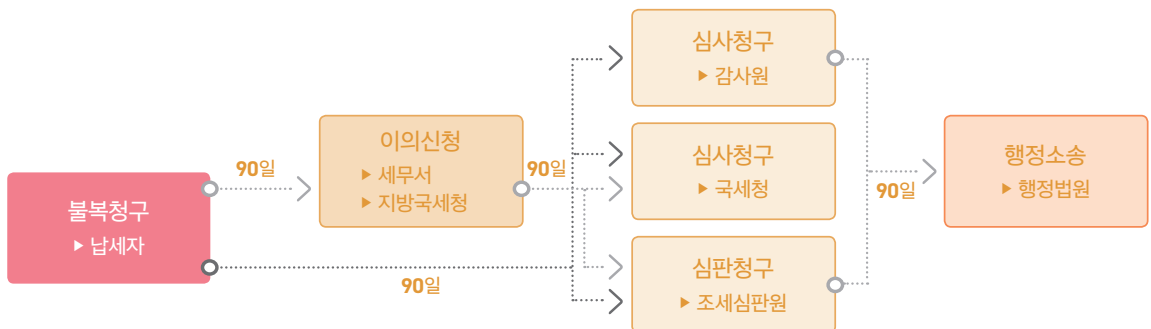 불복청구
▶ 납세자
90일
90일
이의신청
▶ 세무서
▶ 지방국세청
90일
심사청구
▶ 감사원
심사청구
▶ 국세청
심판청구
▶ 조세심판원
90일
행정소송
▶ 행정법원